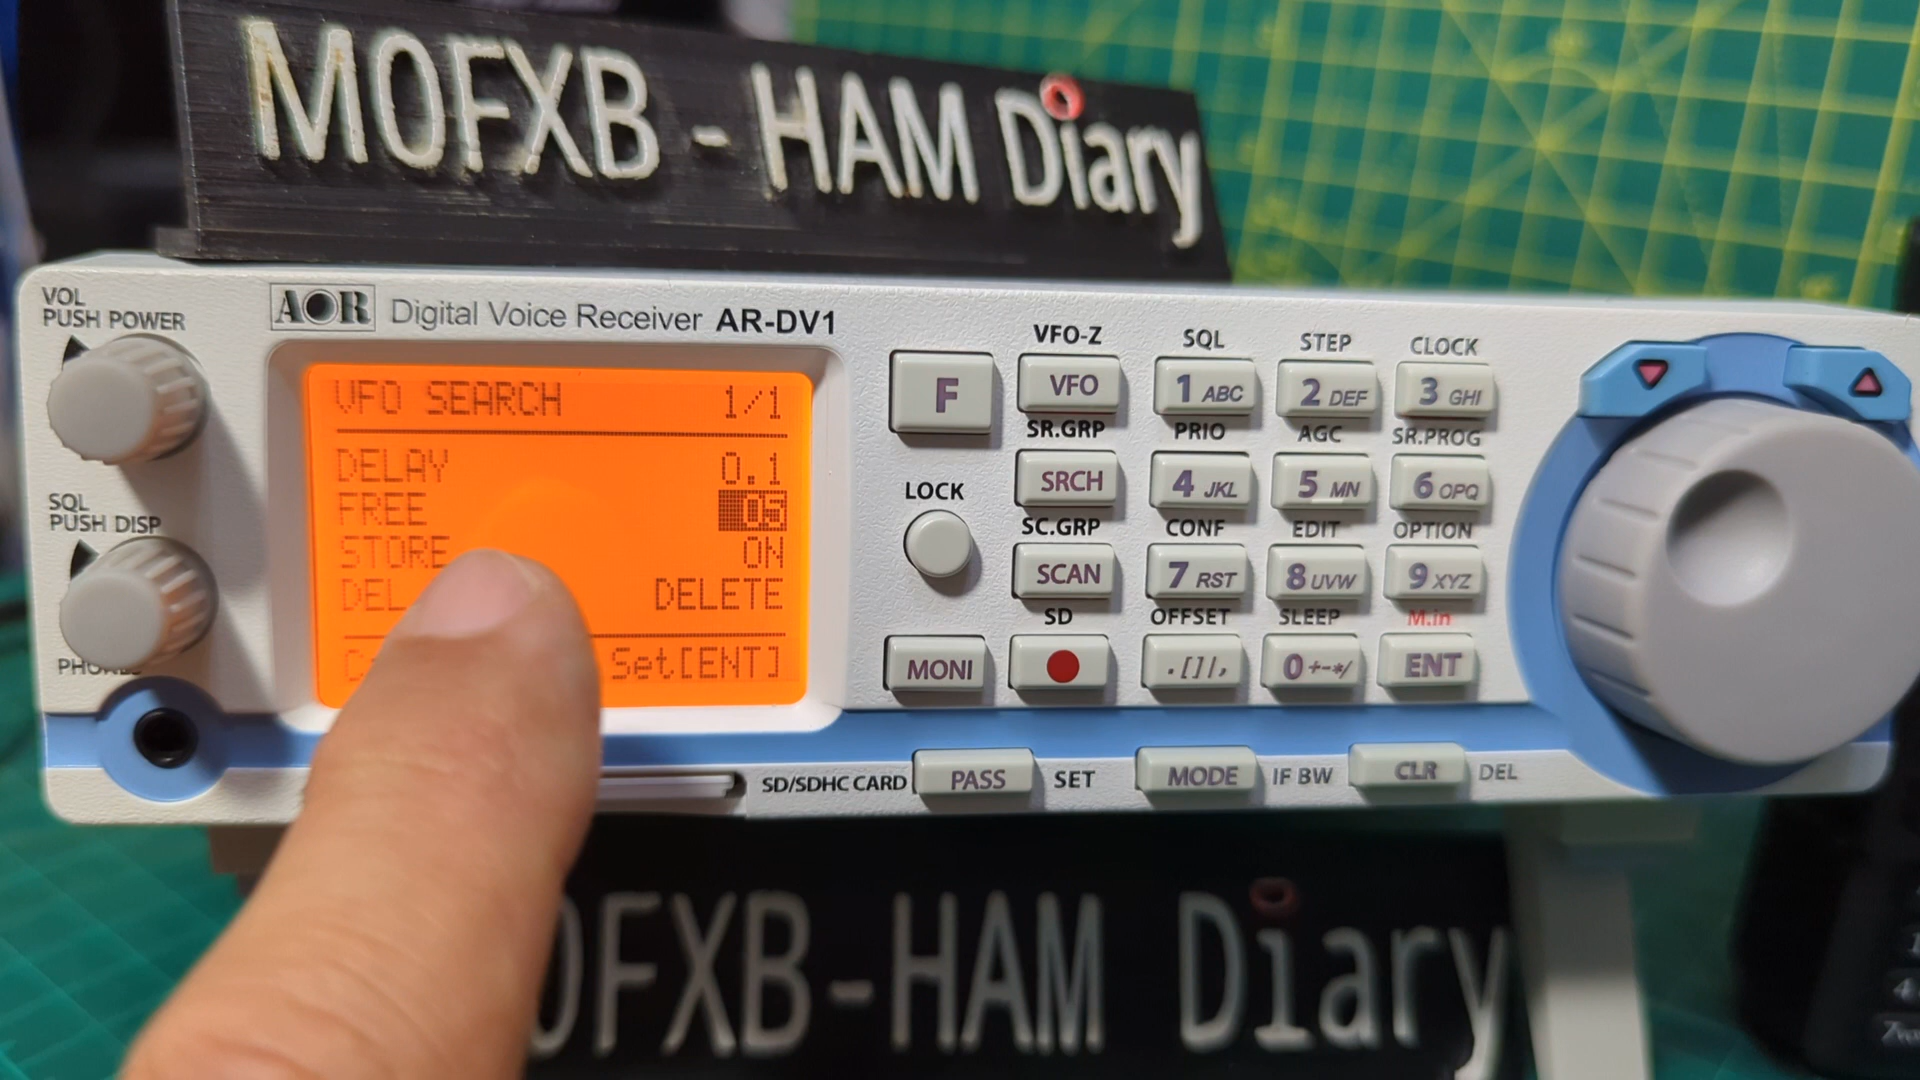 M0FXB - HAM Diary
VOL
PUSH POWER
AOR Digital Voice Receiver AR-DV1
VFO SEARCH 1/1
DELAY 0.1
FREE 05
STORE ON
DEL DELETE
Set[ENT]
SQL
PUSH DISP
F
LOCK
MONI
VFO-Z SQL STEP CLOCK
VFO 1 ABC 2 DEF 3 GHI
SR.GRP PRIO AGC SR.PROG
SRCH 4 JKL 5 MN 6 OPQ
SC.GRP CONF EDIT OPTION
SCAN 7 RST 8 UVW 9 XYZ
SD OFFSET SLEEP M.in
.[]|, 0 +-*/ ENT
SD/SDHC CARD PASS SET MODE IF BW CLR DEL
0FXB-HAM Diary